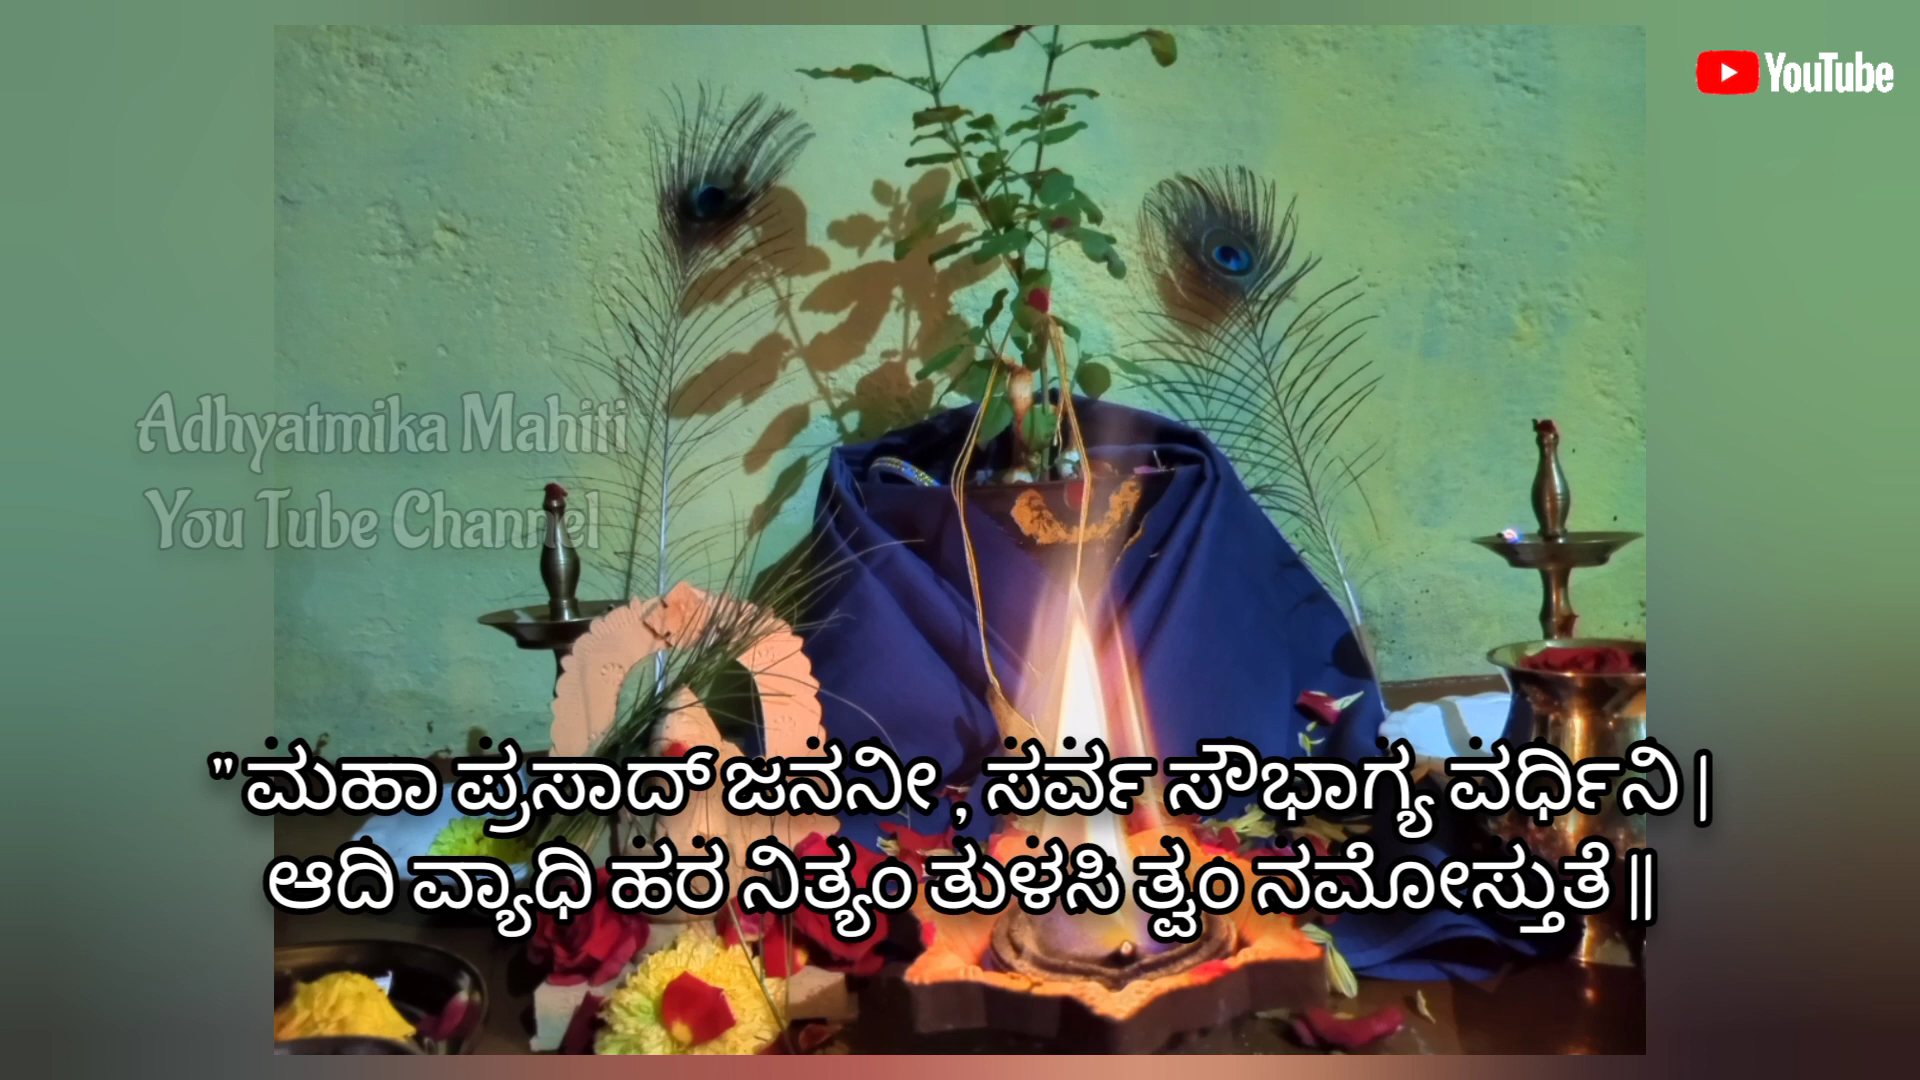 YouTube
Adhyatmika Mahiti
You Tube Channel
" ಮಹಾ ಪ್ರಸಾದ್ ಜನನೀ , ಸರ್ವ ಸೌಭಾಗ್ಯ ವರ್ಧಿನಿ |
ಆದಿ ವ್ಯಾಧಿ ಹರ ನಿತ್ಯಂ ತುಳಸಿ ತ್ವಂ ನಮೋಸ್ತುತೆ ||